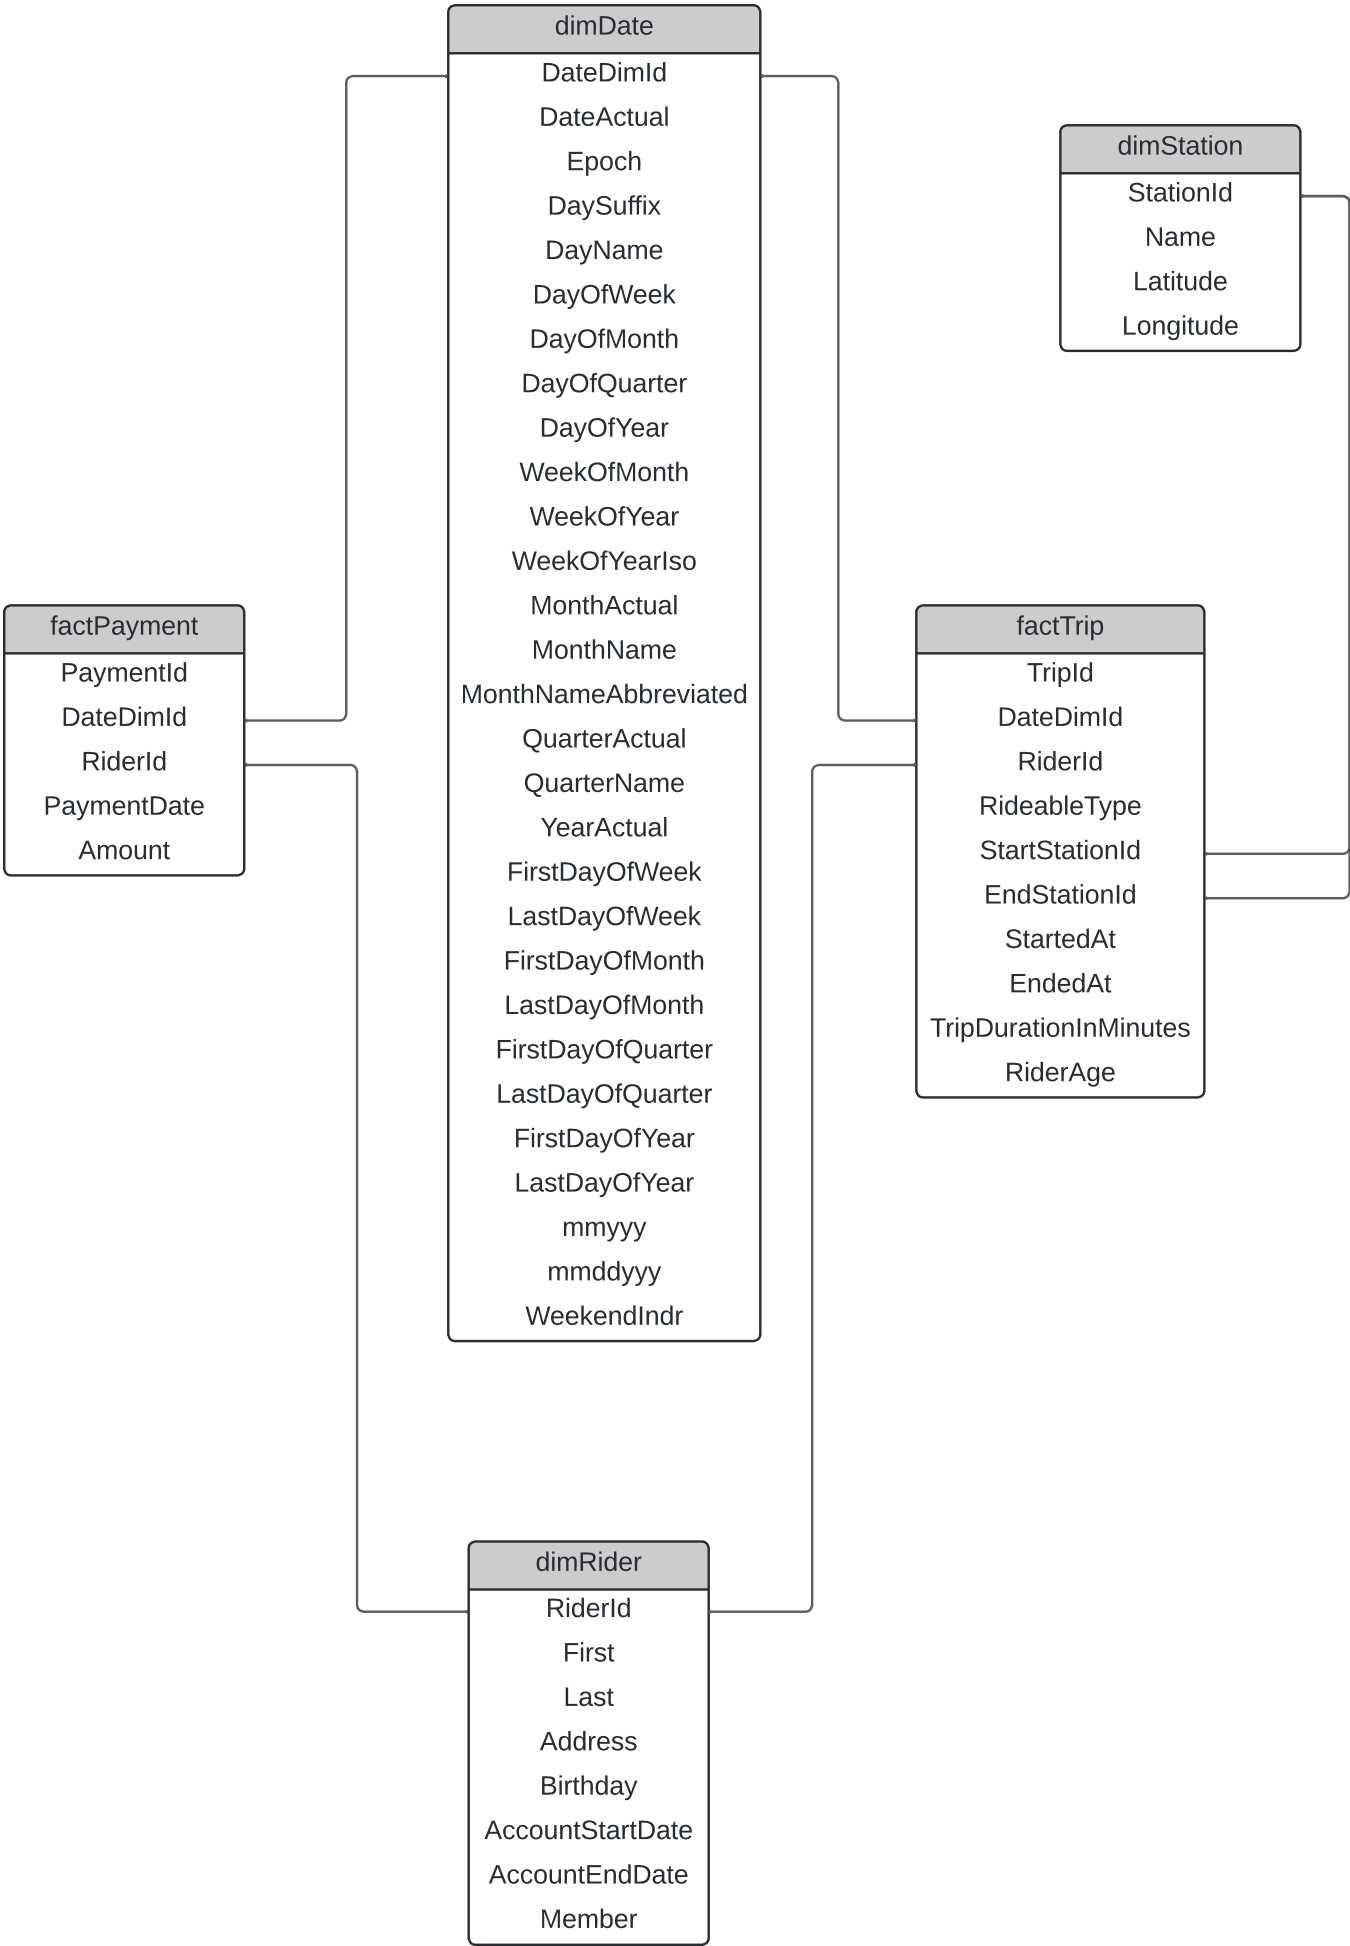 dimDate
DateDimId
DateActual
Epoch
DaySuffix
DayName
DayOfWeek
DayOfMonth
DayOfQuarter
DayOfYear
WeekOfMonth
WeekOfYear
WeekOfYearIso
MonthActual
MonthName
MonthNameAbbreviated
QuarterActual
QuarterName
YearActual
FirstDayOfWeek
LastDayOfWeek
FirstDayOfMonth
LastDayOfMonth
FirstDayOfQuarter
LastDayOfQuarter
FirstDayOfYear
LastDayOfYear
mmyyy
mmddyyy
WeekendIndr
dimStation
StationId
Name
Latitude
Longitude
factPayment
PaymentId
DateDimId
RiderId
PaymentDate
Amount
factTrip
TripId
DateDimId
RiderId
RideableType
StartStationId
EndStationId
StartedAt
EndedAt
TripDurationInMinutes
RiderAge
dimRider
RiderId
First
Last
Address
Birthday
AccountStartDate
AccountEndDate
Member